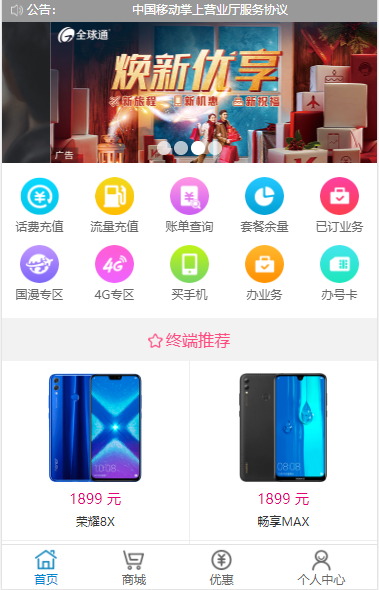 公告：
中国移动掌上营业厅服务协议
全球通
焕新优享
新旅程 新机惠 新祝福
广告
话费充值 流量充值 账单查询 套餐余量 已订业务
4G
国漫专区 4G专区 买手机 办业务 办号卡
终端推荐
1899 元 1899 元
荣耀8X 畅享MAX
首页 商城 优惠 个人中心